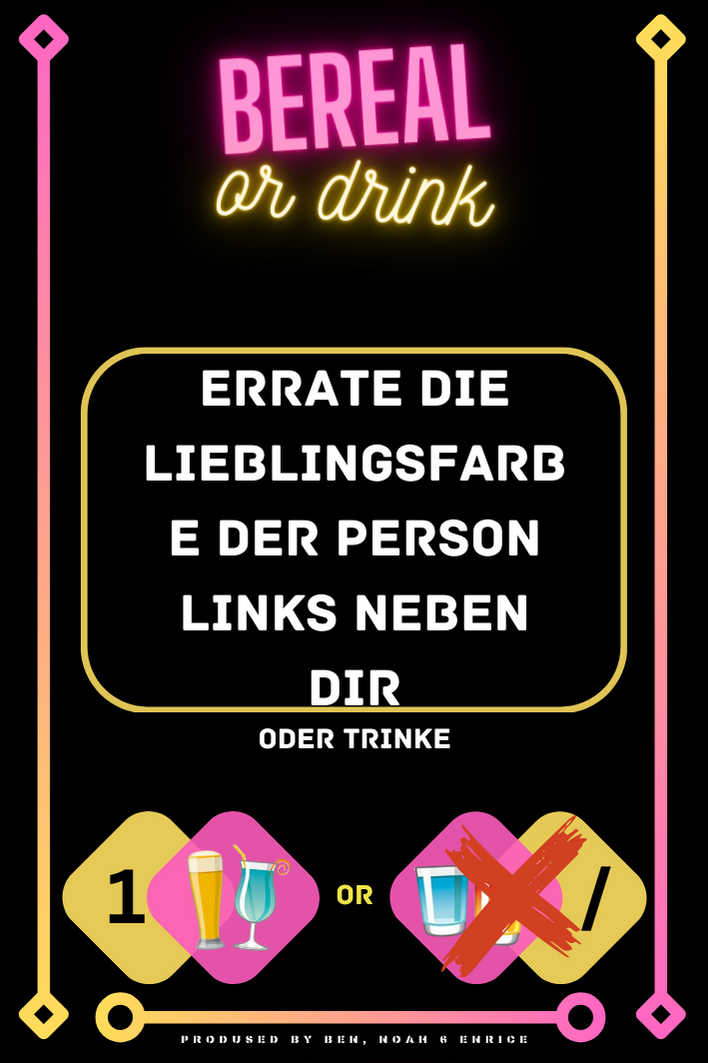 BEREAL
or drink
ERRATE DIE
LIEBLINGSFARB
E DER PERSON
LINKS NEBEN
DIR
ODER TRINKE
1 OR /
PRODUSED BY BEN, NOAH & ENRICE